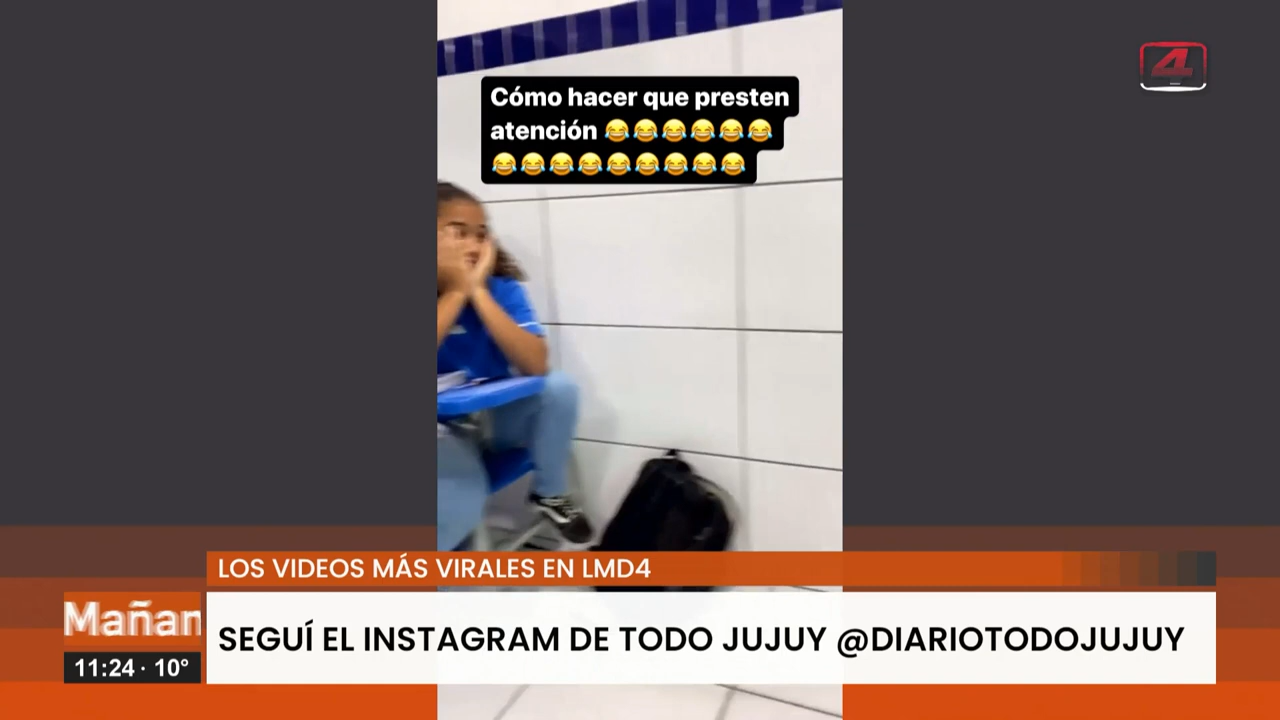 4
Cómo hacer que presten
atención 😂😂😂😂😂😂
😂😂😂😂😂😂😂😂😂
LOS VIDEOS MÁS VIRALES EN LMD4
Mañan
SEGUÍ EL INSTAGRAM DE TODO JUJUY @DIARIOTODOJUJUY
11:24 · 10°